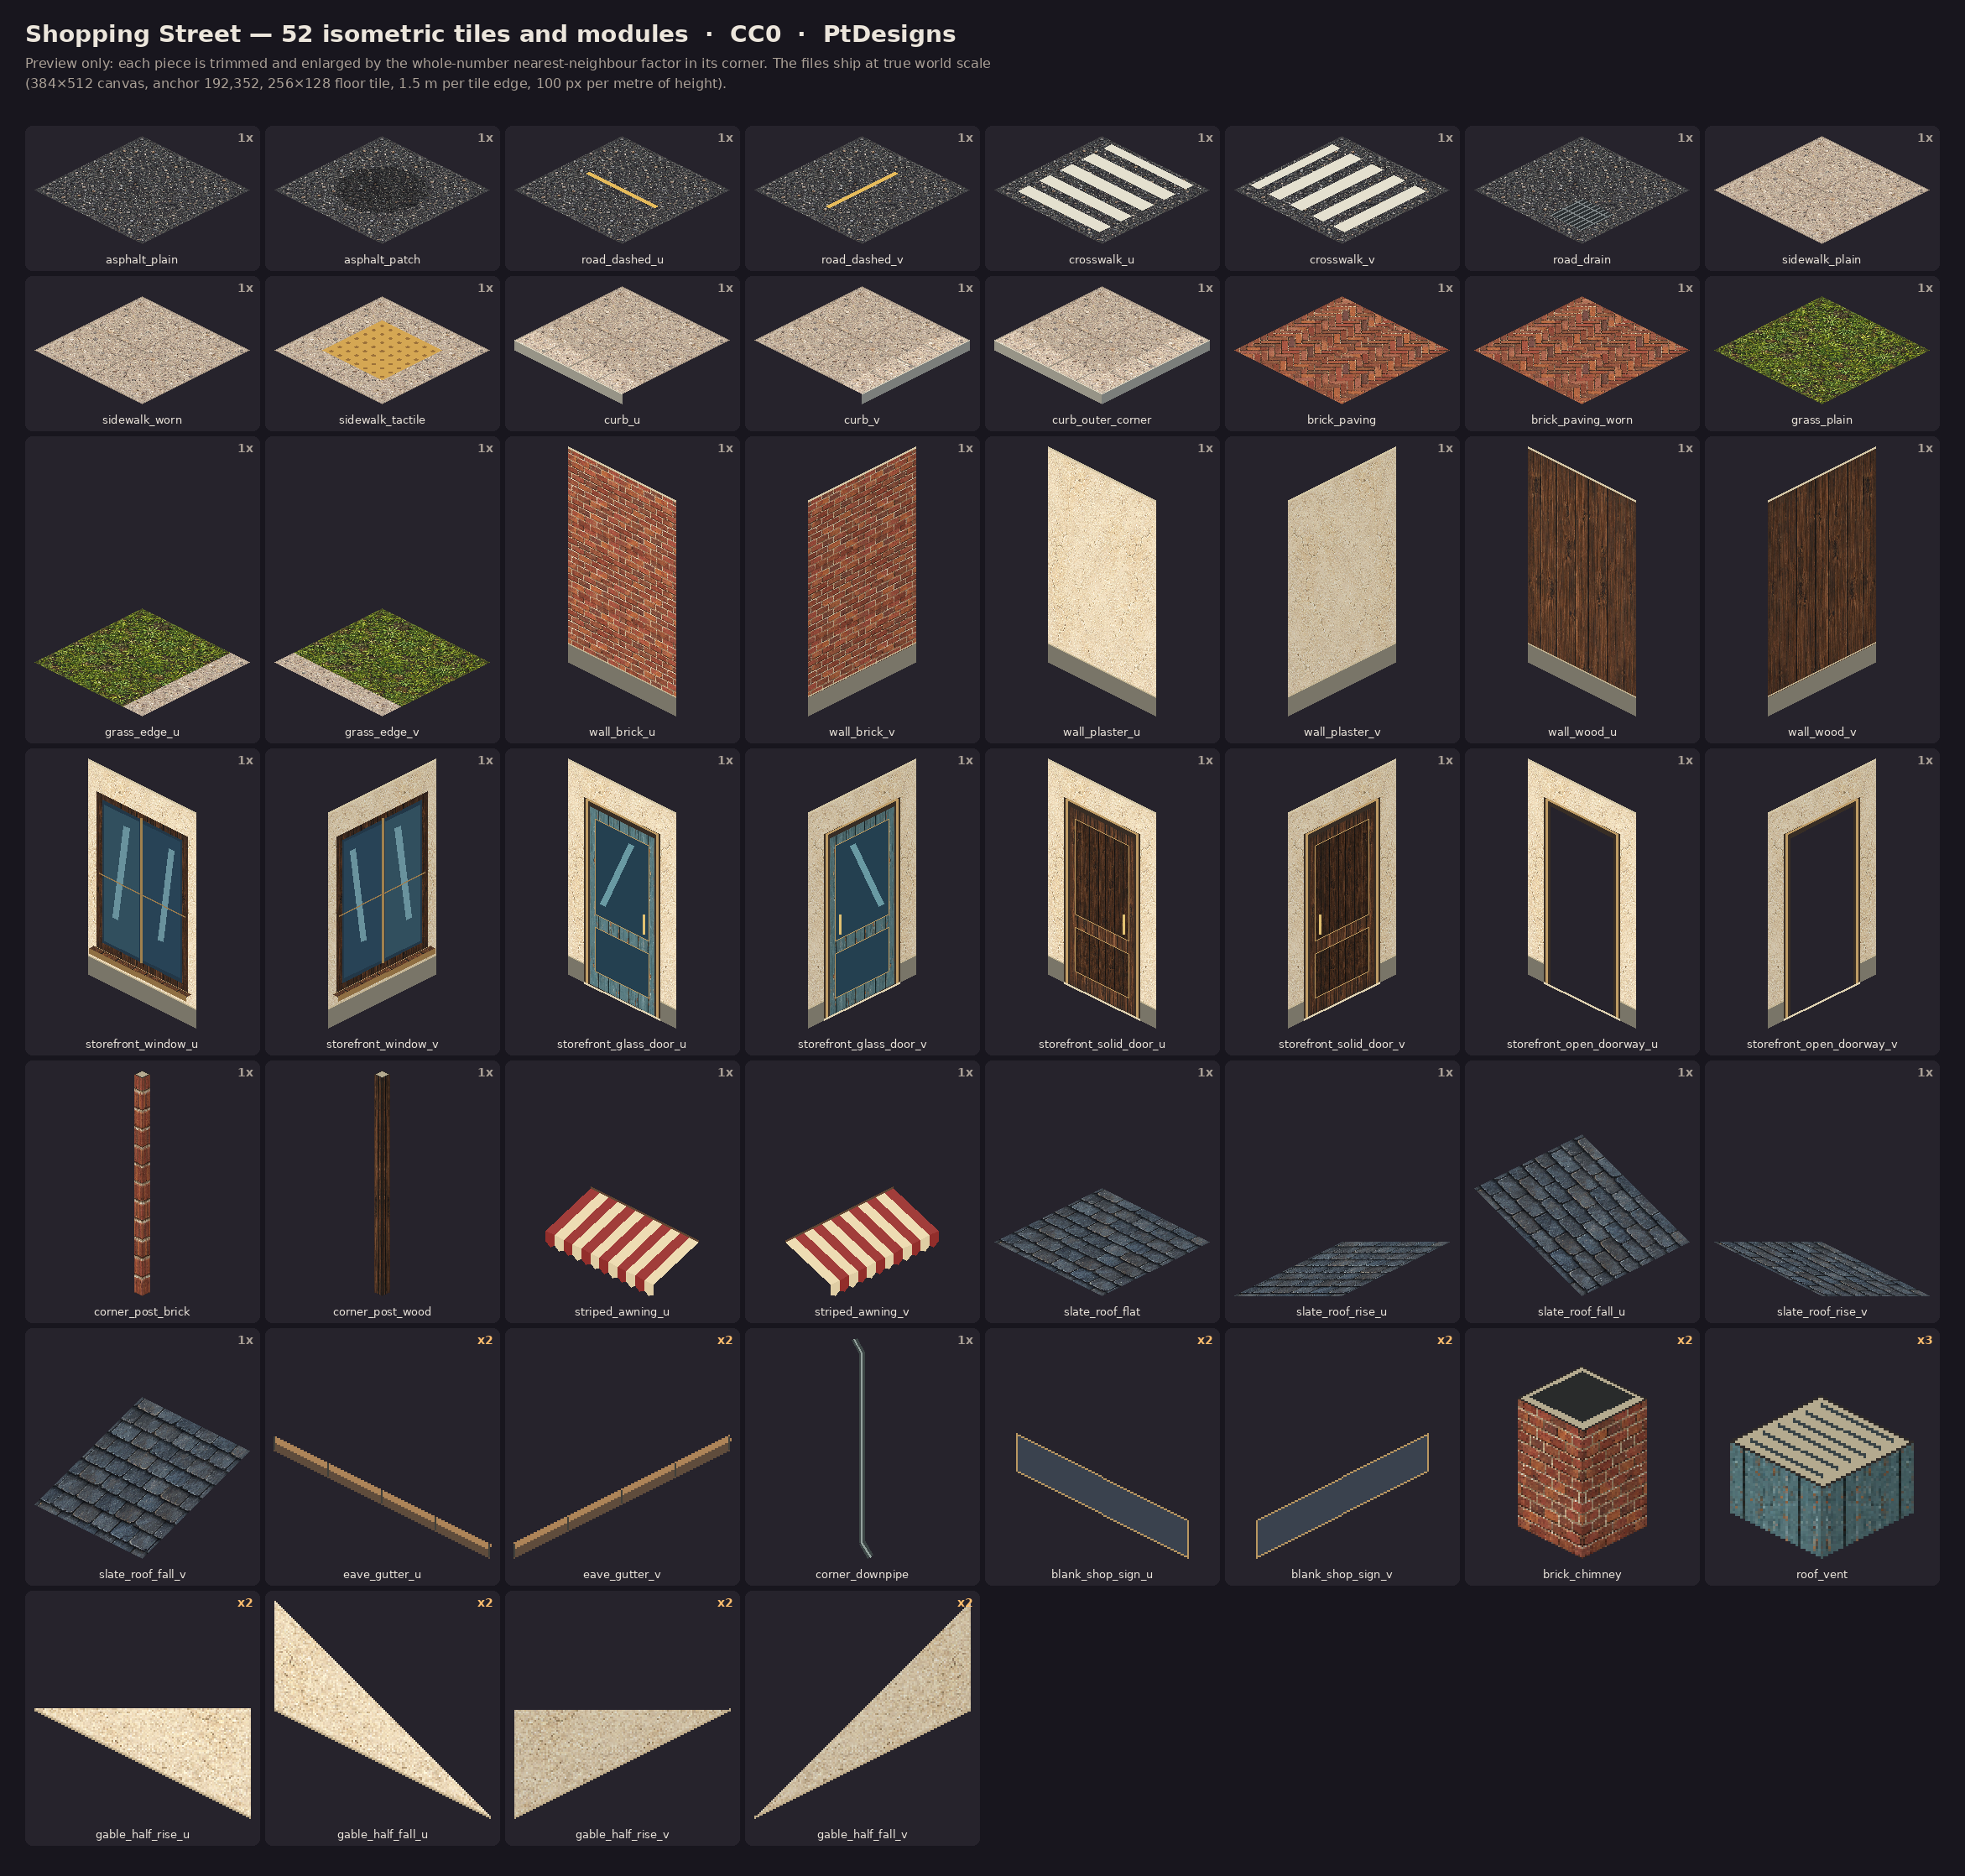 Shopping Street — 52 isometric tiles and modules · CC0 · PtDesigns
Preview only: each piece is trimmed and enlarged by the whole-number nearest-neighbour factor in its corner. The files ship at true world scale
(384×512 canvas, anchor 192,352, 256×128 floor tile, 1.5 m per tile edge, 100 px per metre of height).
1x 1x 1x 1x 1x 1x 1x 1x
asphalt_plain asphalt_patch road_dashed_u road_dashed_v crosswalk_u crosswalk_v road_drain sidewalk_plain
1x 1x 1x 1x 1x 1x 1x 1x
sidewalk_worn sidewalk_tactile curb_u curb_v curb_outer_corner brick_paving brick_paving_worn grass_plain
1x 1x 1x 1x 1x 1x 1x 1x
grass_edge_u grass_edge_v wall_brick_u wall_brick_v wall_plaster_u wall_plaster_v wall_wood_u wall_wood_v
1x 1x 1x 1x 1x 1x 1x 1x
storefront_window_u storefront_window_v storefront_glass_door_u storefront_glass_door_v storefront_solid_door_u storefront_solid_door_v storefront_open_doorway_u storefront_open_doorway_v
1x 1x 1x 1x 1x 1x 1x 1x
corner_post_brick corner_post_wood striped_awning_u striped_awning_v slate_roof_flat slate_roof_rise_u slate_roof_fall_u slate_roof_rise_v
1x x2 x2 1x x2 x2 x2 x3
slate_roof_fall_v eave_gutter_u eave_gutter_v corner_downpipe blank_shop_sign_u blank_shop_sign_v brick_chimney roof_vent
x2 x2 x2 x2
gable_half_rise_u gable_half_fall_u gable_half_rise_v gable_half_fall_v